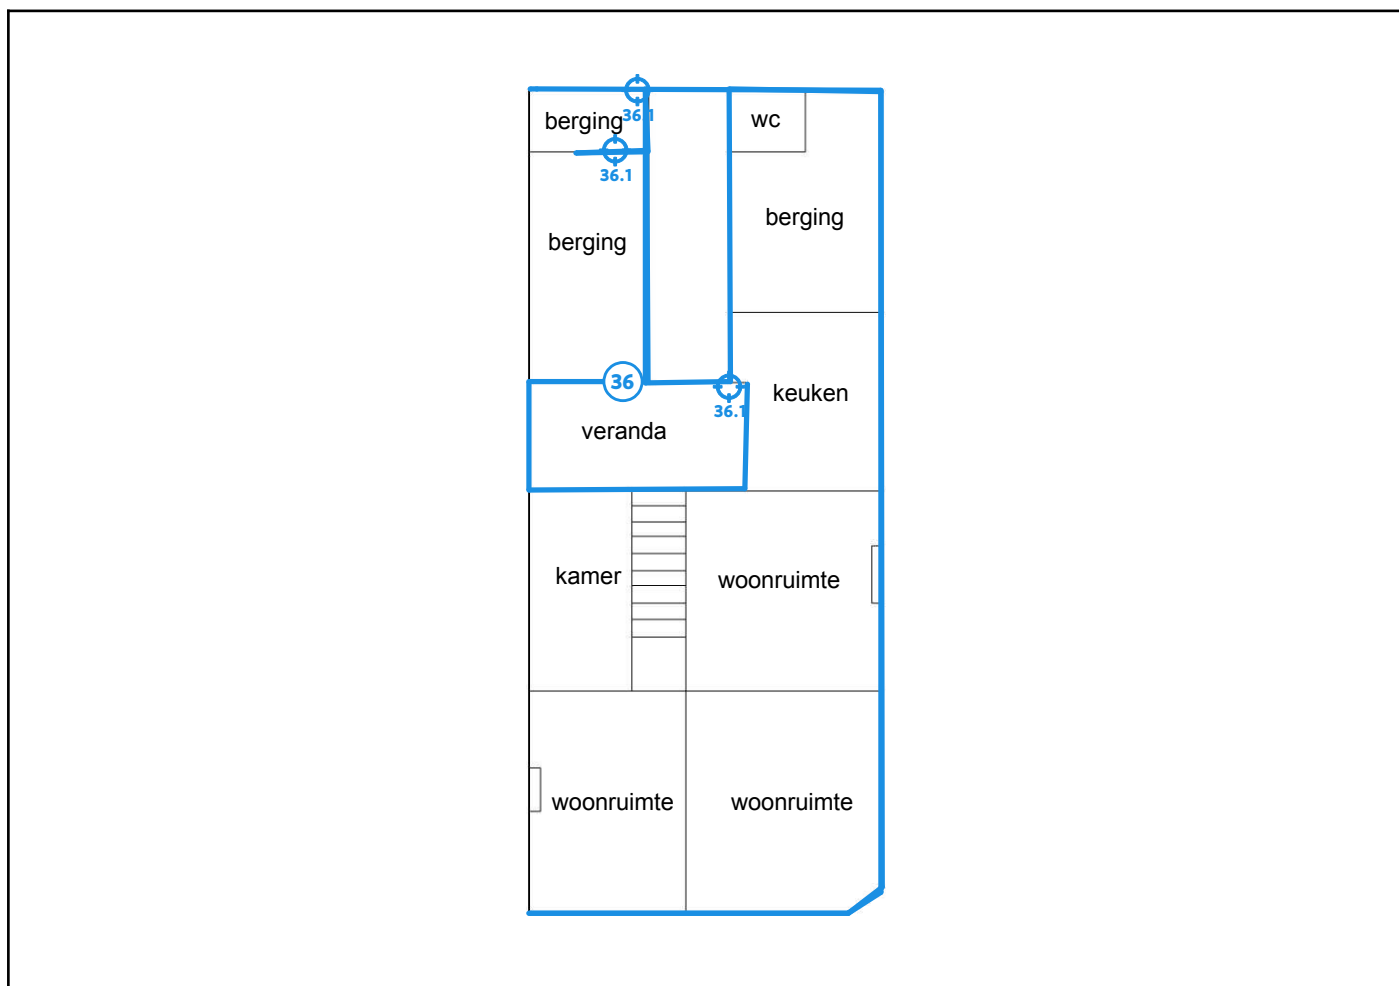 berging
36.1
wc
36.1
berging
berging
36
keuken
36.1
veranda
kamer
woonruimte
woonruimte
woonruimte